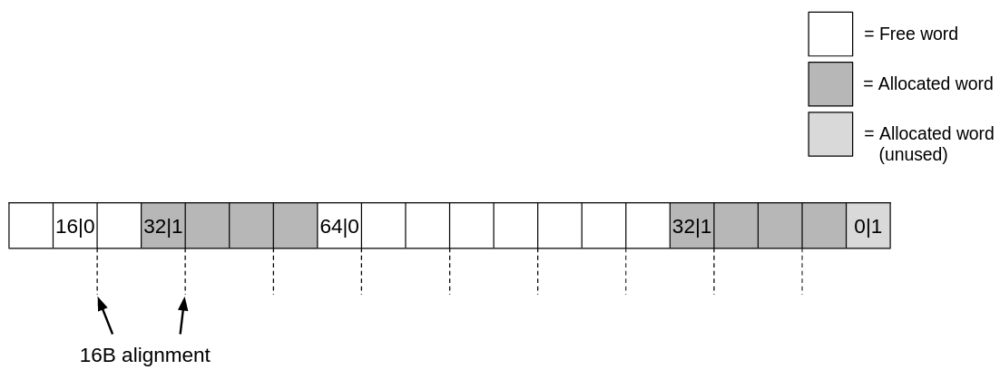 = Free word
= Allocated word
= Allocated word
(unused)
16|0 32|1 64|0 32|1 0|1
16B alignment